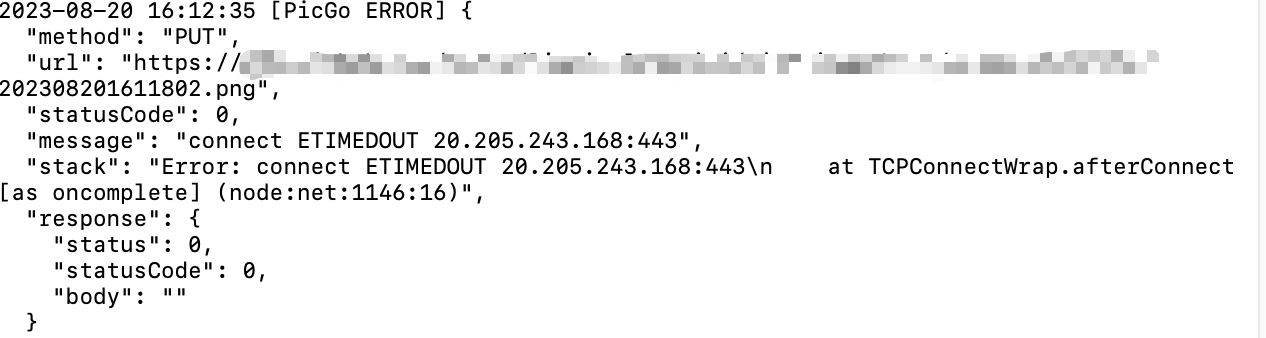 2023-08-20 16:12:35 [PicGo ERROR] {
  "method": "PUT",
  "url": "https://
202308201611802.png",
  "statusCode": 0,
  "message": "connect ETIMEDOUT 20.205.243.168:443",
  "stack": "Error: connect ETIMEDOUT 20.205.243.168:443\n    at TCPConnectWrap.afterConnect
[as oncomplete] (node:net:1146:16)",
  "response": {
    "status": 0,
    "statusCode": 0,
    "body": ""
  }